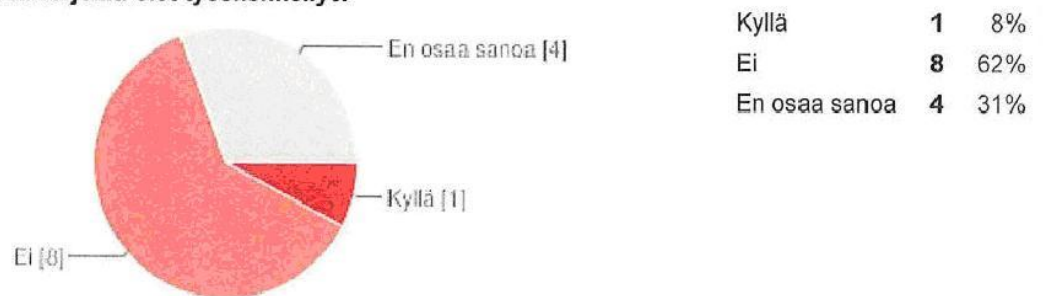 En osaa sanoa [4]
Kyllä [1]
Ei [8]
Kyllä 1 8%
Ei 8 62%
En osaa sanoa 4 31%